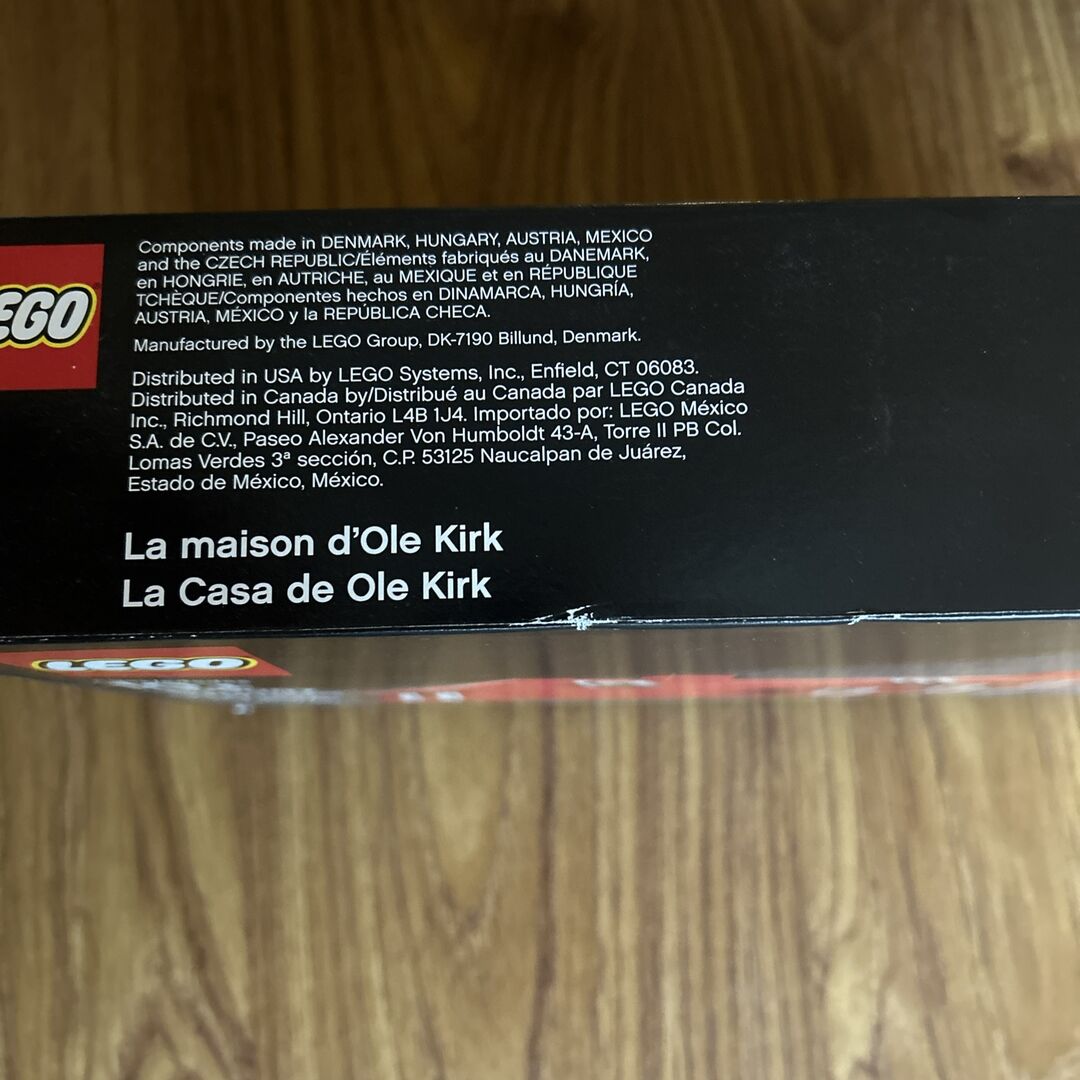 EGO
Components made in DENMARK, HUNGARY, AUSTRIA, MEXICO
and the CZECH REPUBLIC/Éléments fabriqués au DANEMARK,
en HONGRIE, en AUTRICHE, au MEXIQUE et en RÉPUBLIQUE
TCHÈQUE/Componentes hechos en DINAMARCA, HUNGRÍA,
AUSTRIA, MÉXICO y la REPÚBLICA CHECA.
Manufactured by the LEGO Group, DK-7190 Billund, Denmark.
Distributed in USA by LEGO Systems, Inc., Enfield, CT 06083.
Distributed in Canada by/Distribué au Canada par LEGO Canada
Inc., Richmond Hill, Ontario L4B 1J4. Importado por: LEGO México
S.A. de C.V., Paseo Alexander Von Humboldt 43-A, Torre II PB Col.
Lomas Verdes 3ª sección, C.P. 53125 Naucalpan de Juárez,
Estado de México, México.
La maison d'Ole Kirk
La Casa de Ole Kirk
LEGO